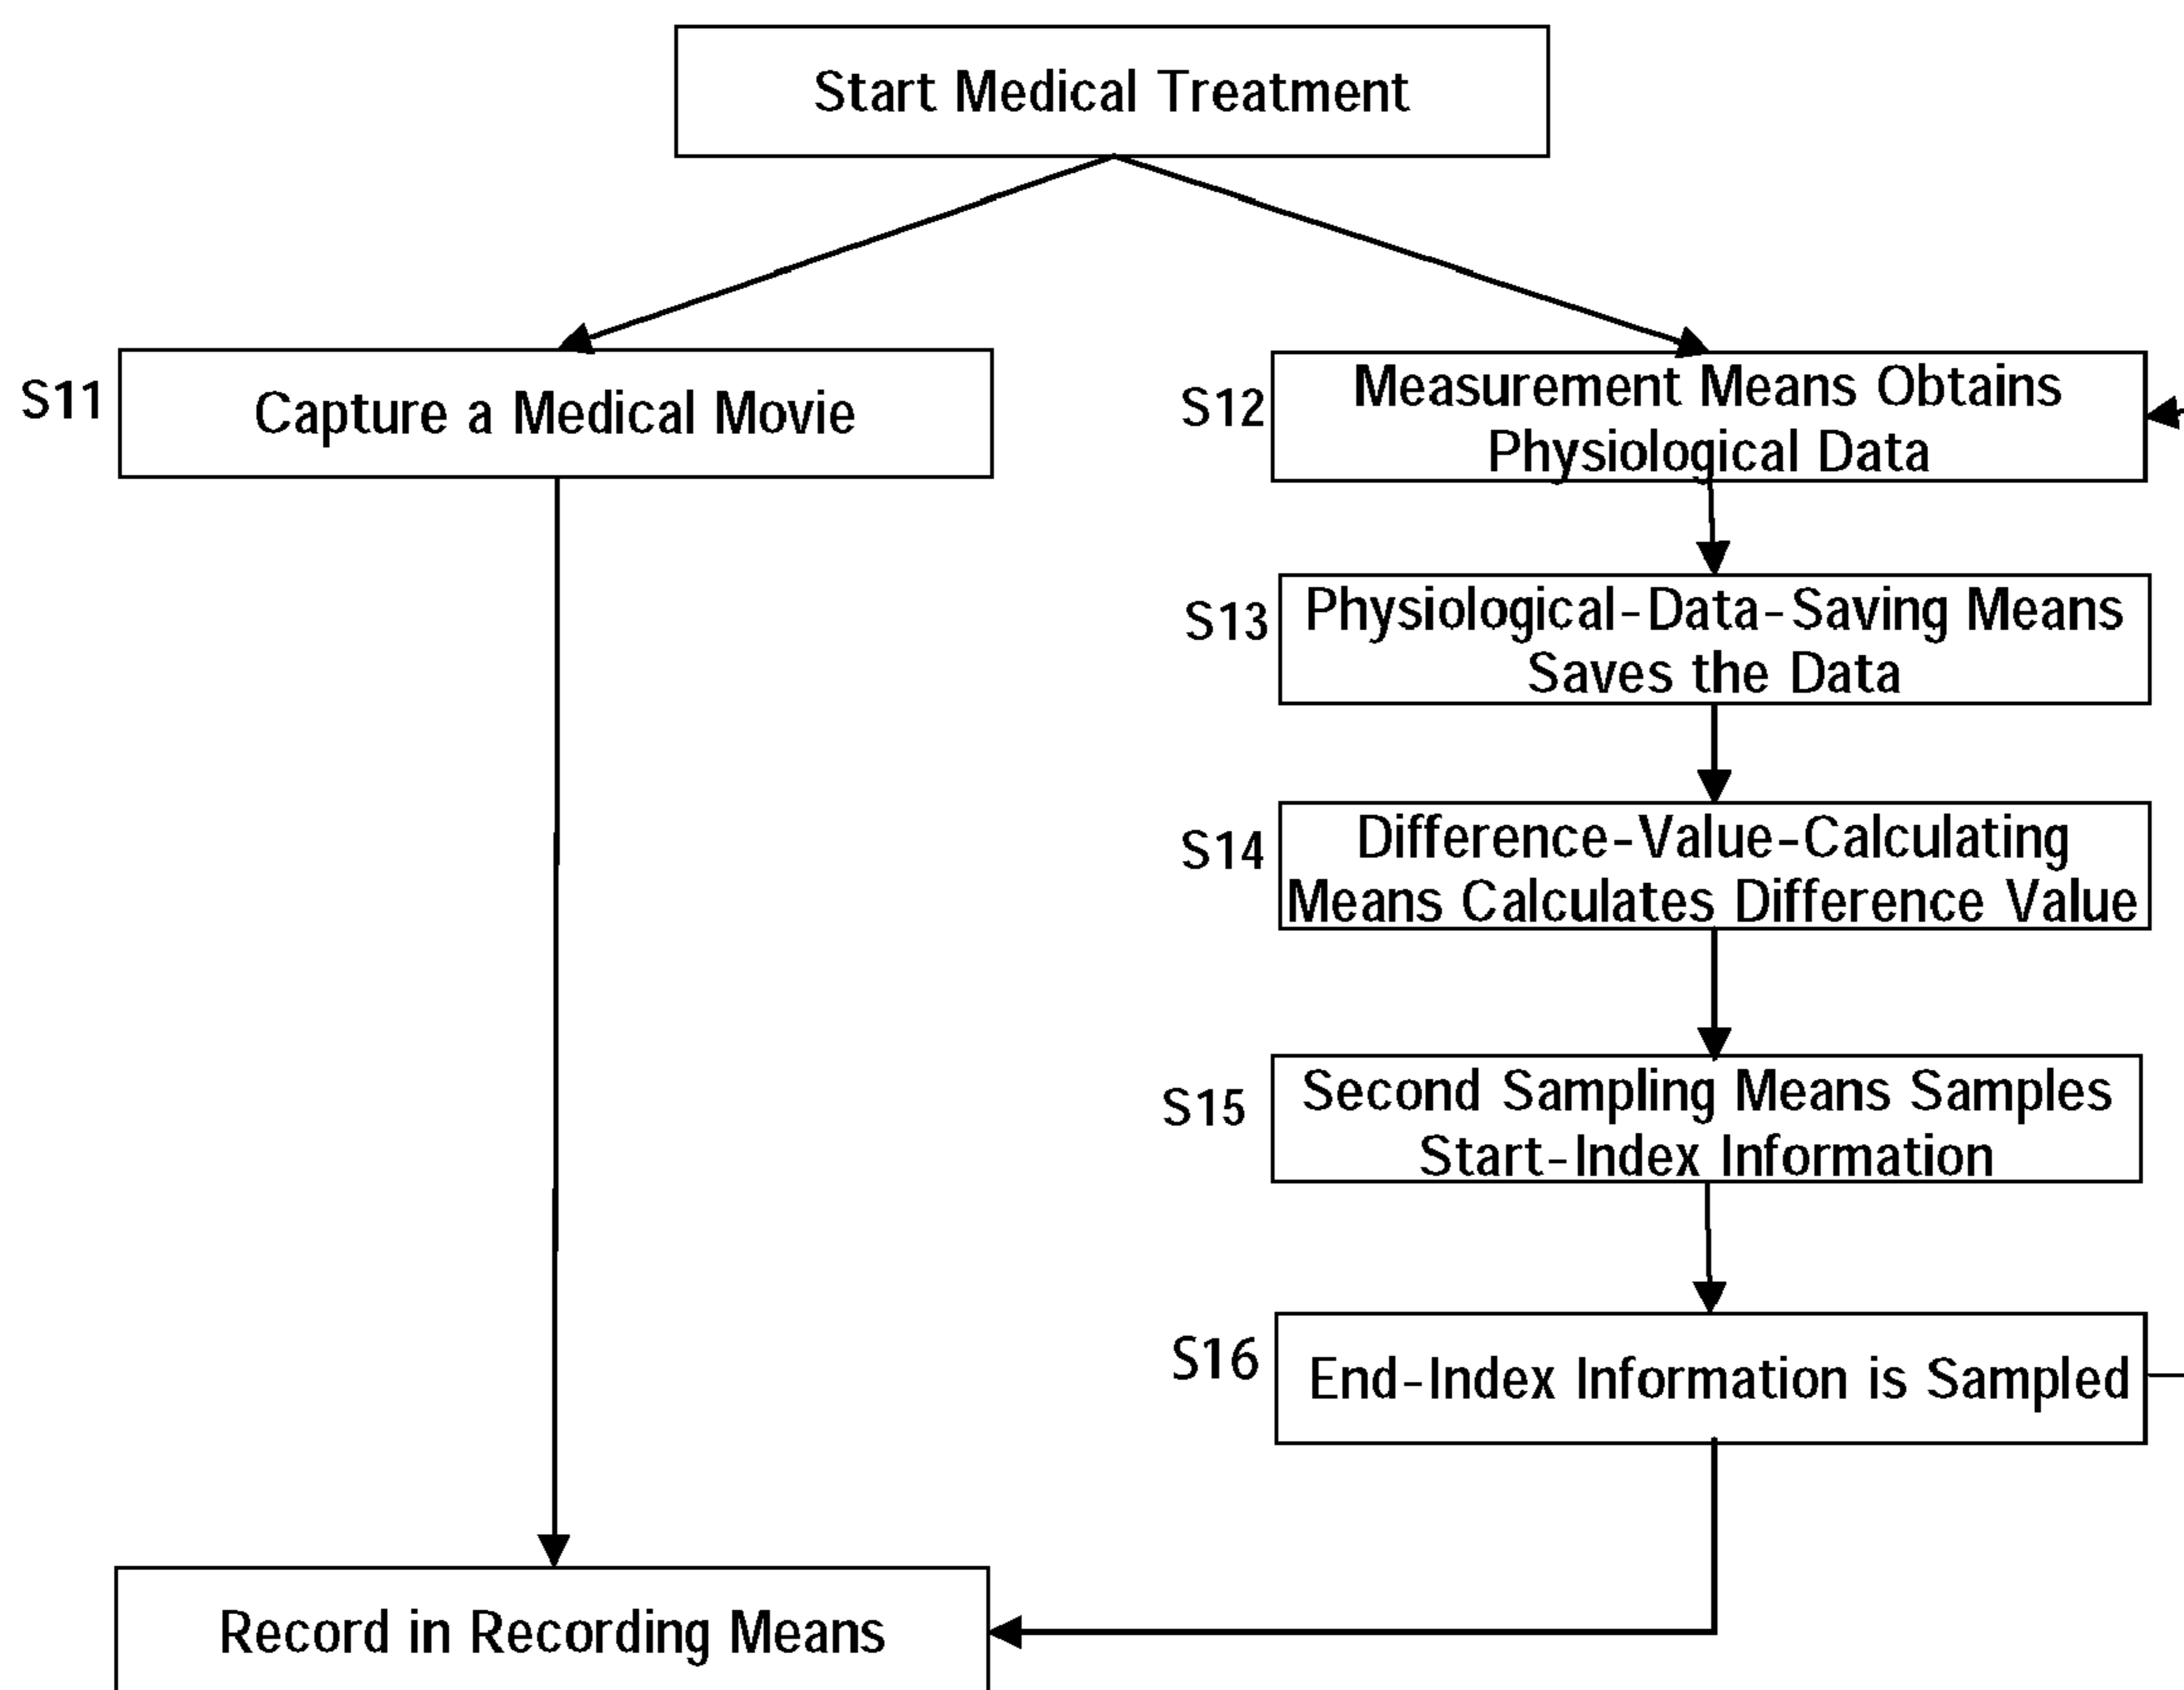 Start Medical Treatment
S11
Capture a Medical Movie
S12
Measurement Means Obtains
Physiological Data
S13
Physiological-Data-Saving Means
Saves the Data
S14
Difference-Value-Calculating
Means Calculates Difference Value
S15
Second Sampling Means Samples
Start-Index Information
S16
End-Index Information is Sampled
Record in Recording Means